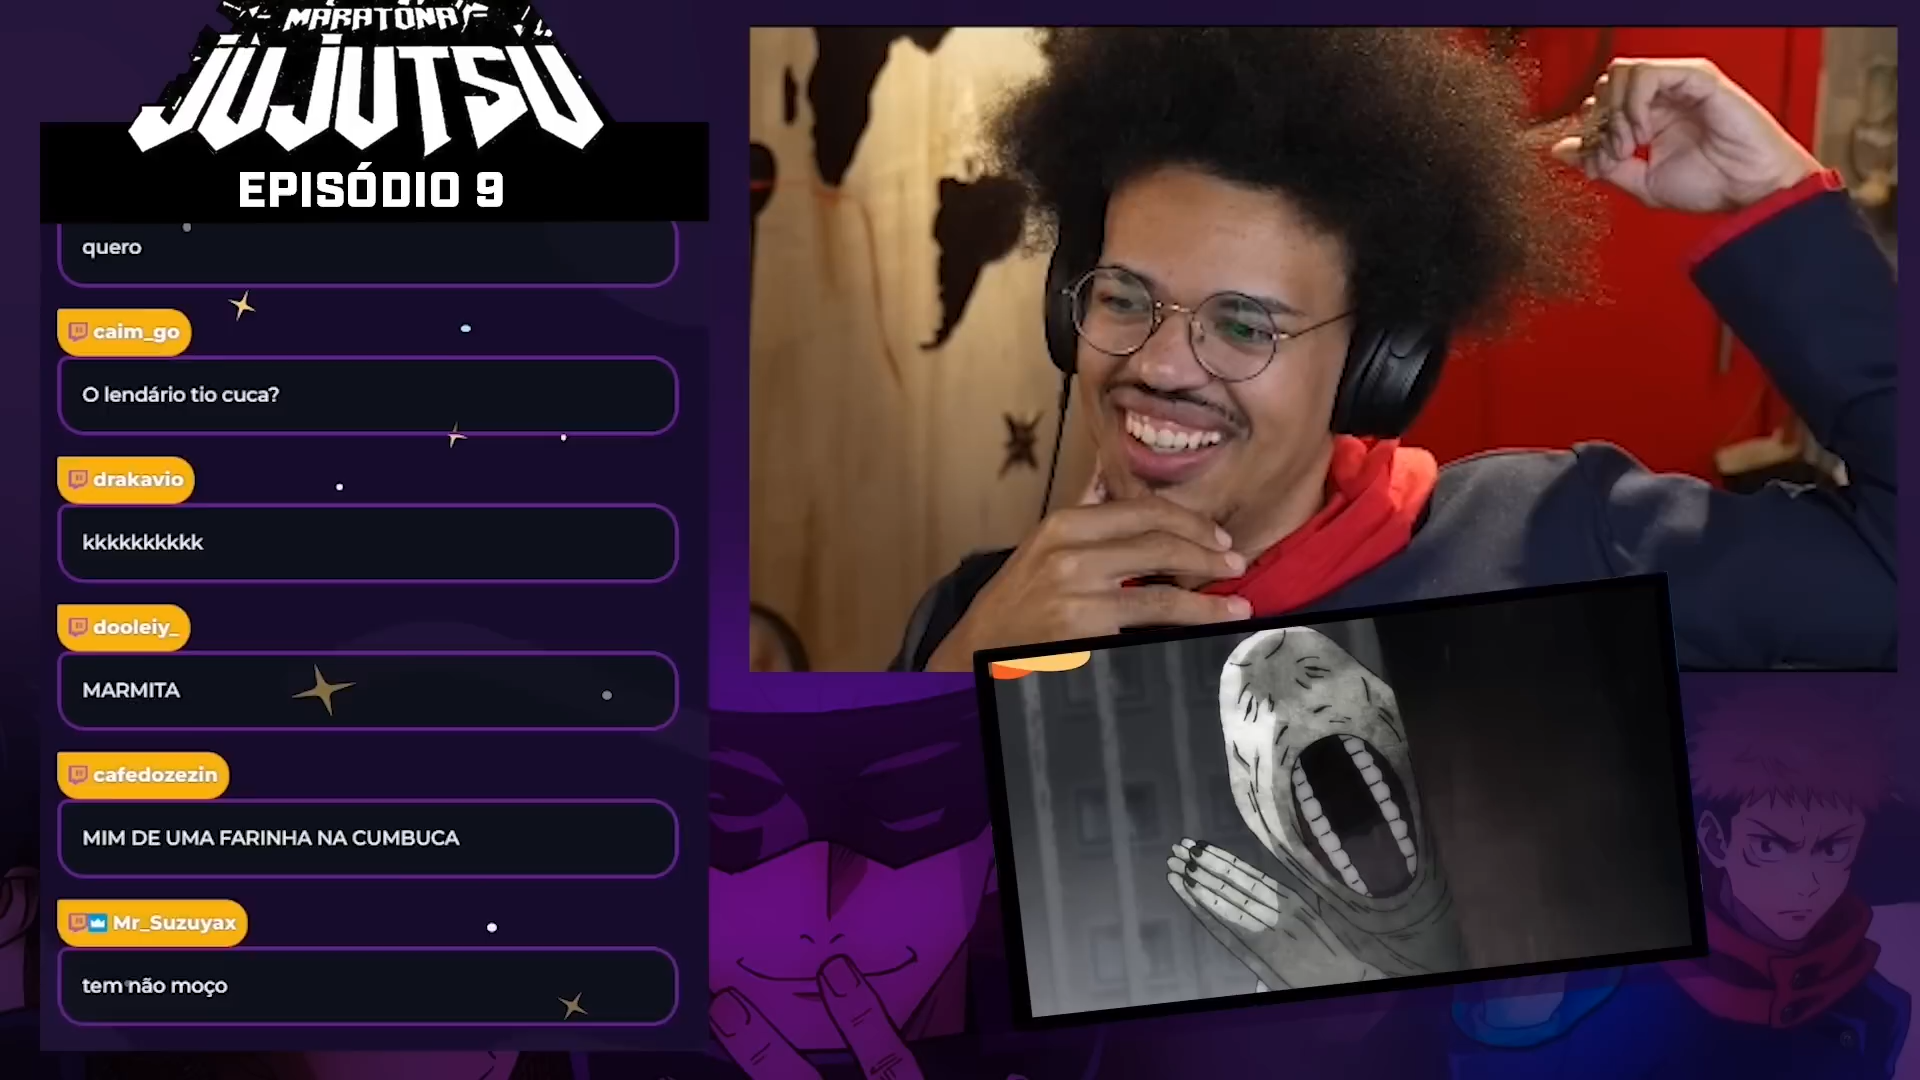 MARATONA
JUJUTSU
EPISÓDIO 9
quero
caim_go
O lendário tio cuca?
drakavio
kkkkkkkkkk
dooleiy_
MARMITA
cafedozezin
MIM DE UMA FARINHA NA CUMBUCA
Mr_Suzuyax
tem não moço